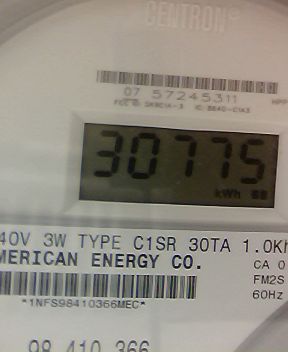 CENTRON®
07 57245311
30775
kWh
40V 3W TYPE C1SR 30TA 1.0Kh
MERICAN ENERGY CO.
CA 0
FM2S
60Hz
*1NFS98410366MEC*
98 410 366